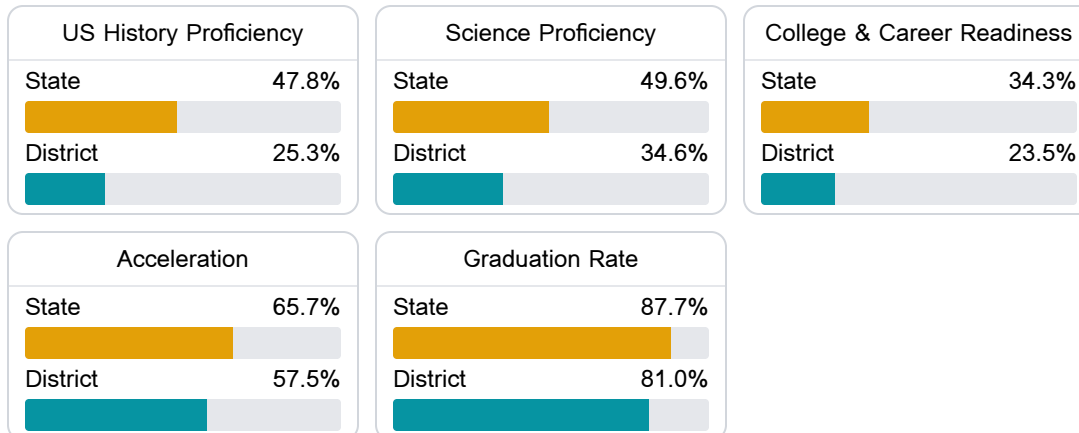 US History Proficiency
State 47.8%
District 25.3%
Science Proficiency
State 49.6%
District 34.6%
College & Career Readiness
State 34.3%
District 23.5%
Acceleration
State 65.7%
District 57.5%
Graduation Rate
State 87.7%
District 81.0%